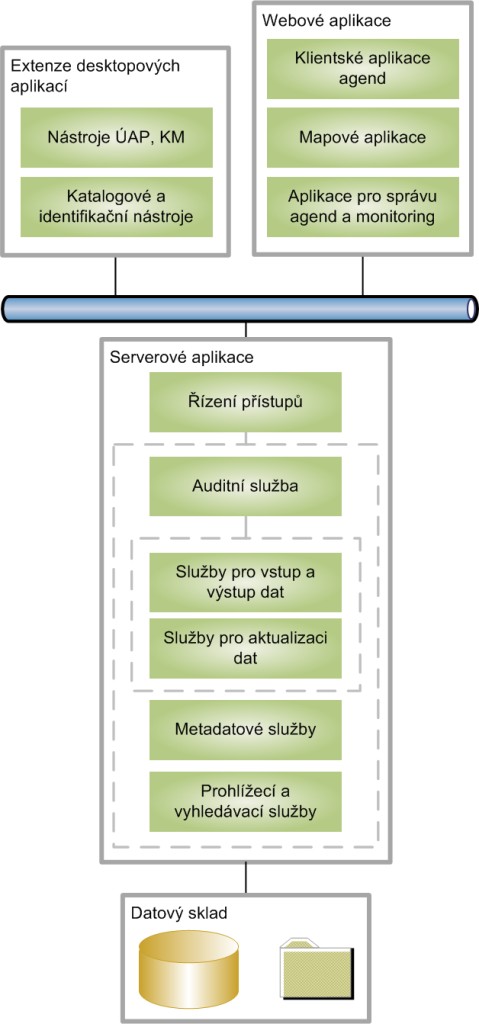 Extenze desktopových
aplikací
Nástroje ÚAP, KM
Katalogové a
identifikační nástroje
Webové aplikace
Klientské aplikace
agend
Mapové aplikace
Aplikace pro správu
agend a monitoring
Serverové aplikace
Řízení přístupů
Auditní služba
Služby pro vstup a
výstup dat
Služby pro aktualizaci
dat
Metadatové služby
Prohlížecí a
vyhledávací služby
Datový sklad